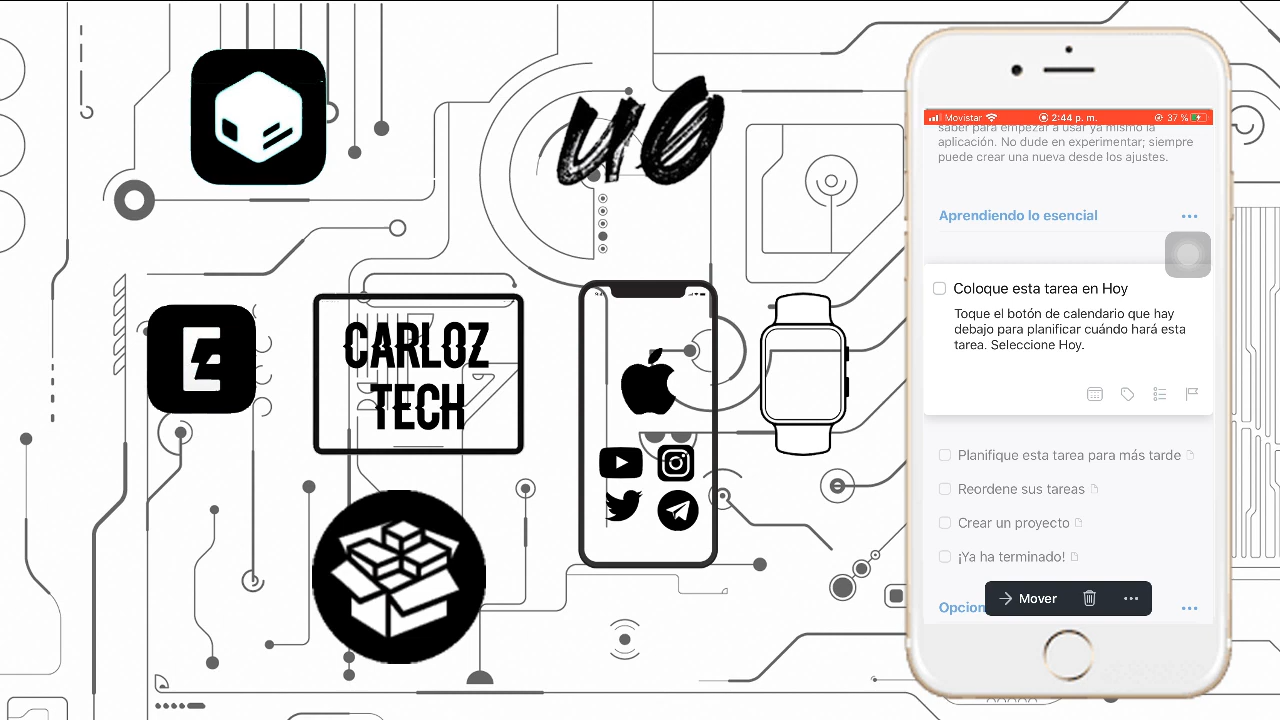 uo
CARLOZ
TECH
Movistar 2:44 p. m. 37 %
saber para empezar a usar ya mismo la
aplicación. No dude en experimentar; siempre
puede crear una nueva desde los ajustes.
Aprendiendo lo esencial
Coloque esta tarea en Hoy
Toque el botón de calendario que hay
debajo para planificar cuándo hará esta
tarea. Seleccione Hoy.
Planifique esta tarea para más tarde
Reordene sus tareas
Crear un proyecto
¡Ya ha terminado!
Opcion
Mover